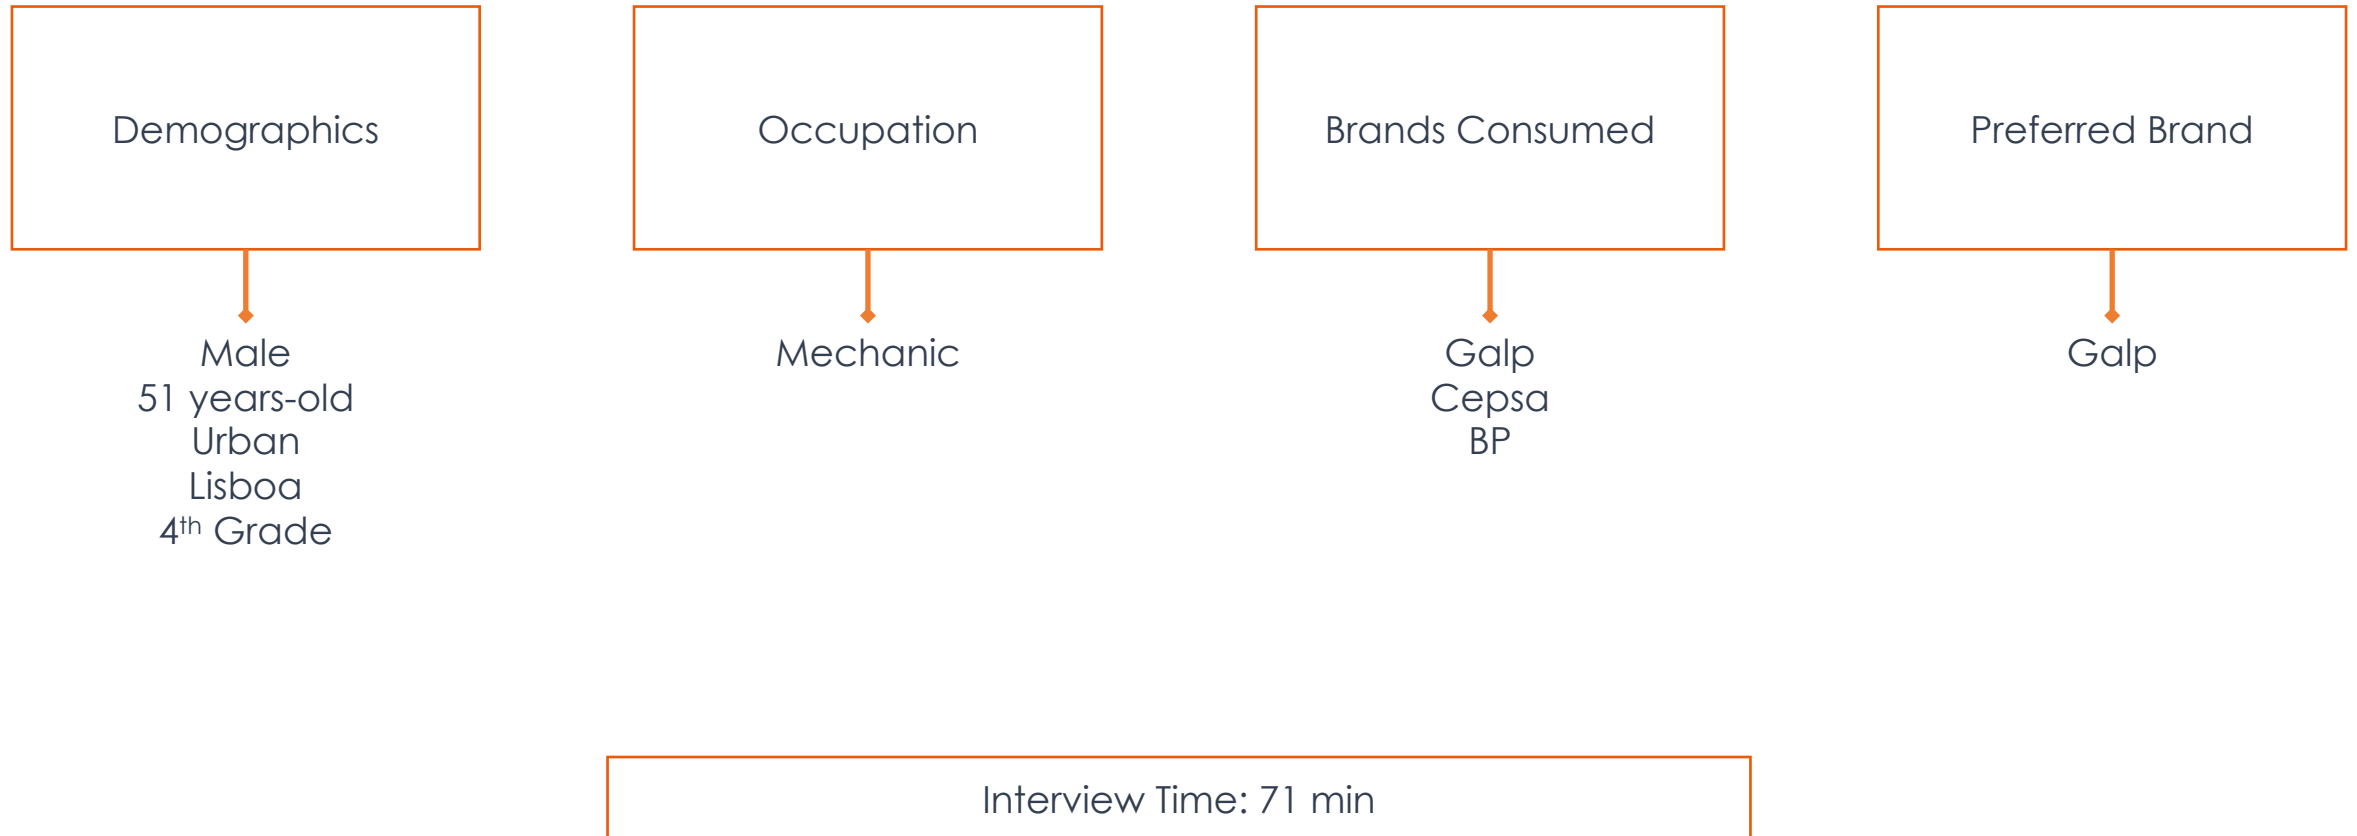 Demographics
Male
51 years-old
Urban
Lisboa
4th Grade
Occupation
Mechanic
Brands Consumed
Galp
Cepsa
BP
Preferred Brand
Galp
Interview Time: 71 min